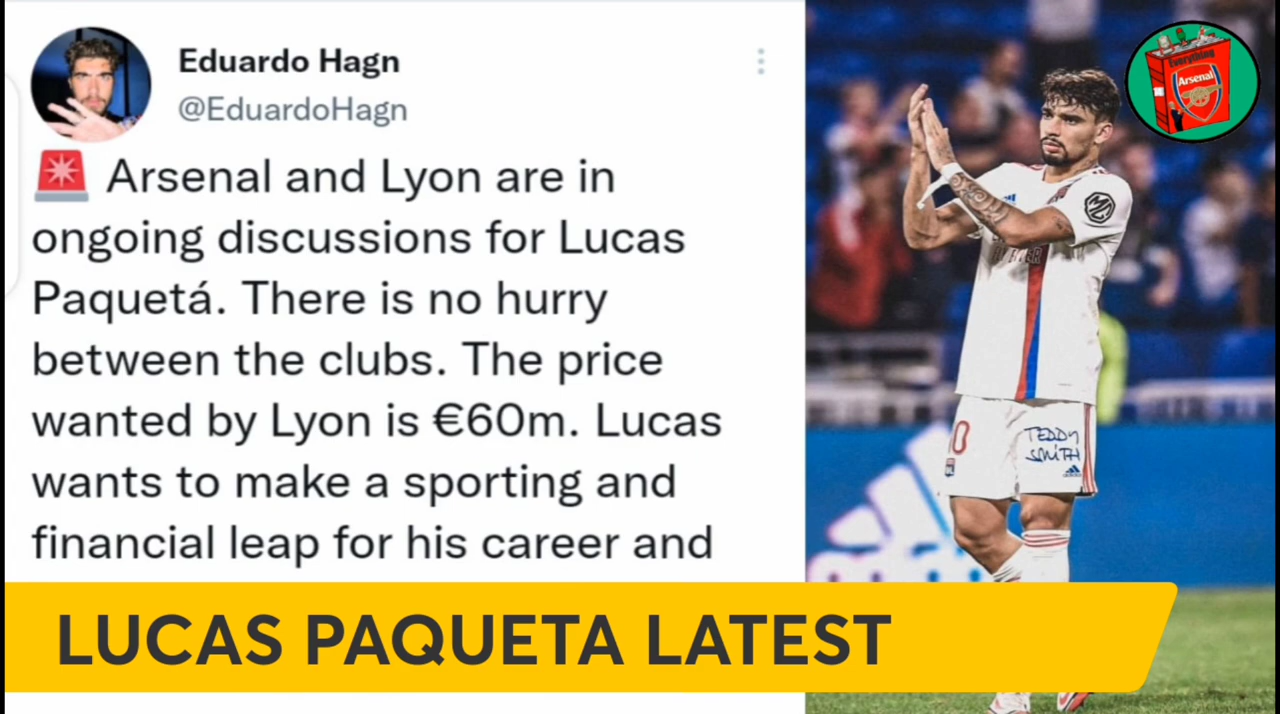 Eduardo Hagn
@EduardoHagn
Arsenal and Lyon are in
ongoing discussions for Lucas
Paquetá. There is no hurry
between the clubs. The price
wanted by Lyon is €60m. Lucas
wants to make a sporting and
financial leap for his career and
LUCAS PAQUETA LATEST
Everything
Arsenal
TEDDY
SMITH